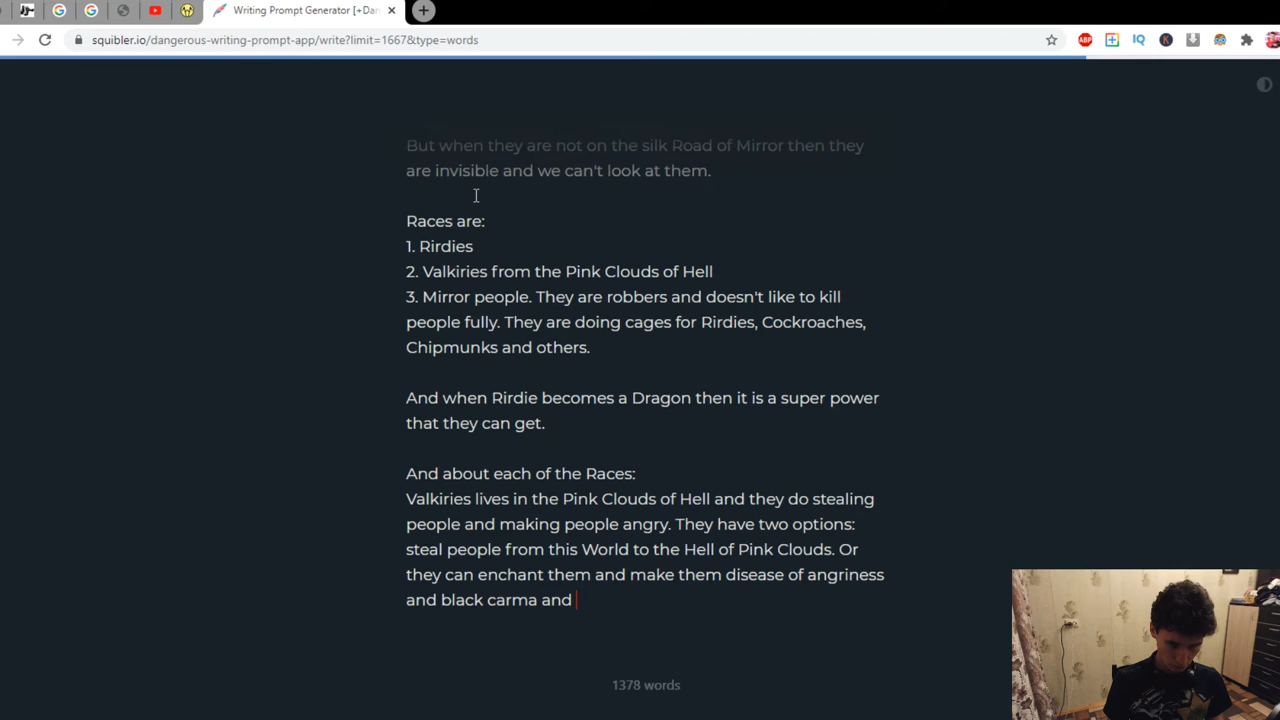 Writing Prompt Generator [+Dan
squibler.io/dangerous-writing-prompt-app/write?limit=1667&type=words
ABP
IQ
K
But when they are not on the silk Road of Mirror then they
are invisible and we can't look at them.
Races are:
1. Rirdies
2. Valkiries from the Pink Clouds of Hell
3. Mirror people. They are robbers and doesn't like to kill
people fully. They are doing cages for Rirdies, Cockroaches,
Chipmunks and others.
And when Rirdie becomes a Dragon then it is a super power
that they can get.
And about each of the Races:
Valkiries lives in the Pink Clouds of Hell and they do stealing
people and making people angry. They have two options:
steal people from this World to the Hell of Pink Clouds. Or
they can enchant them and make them disease of angriness
and black carma and
1378 words